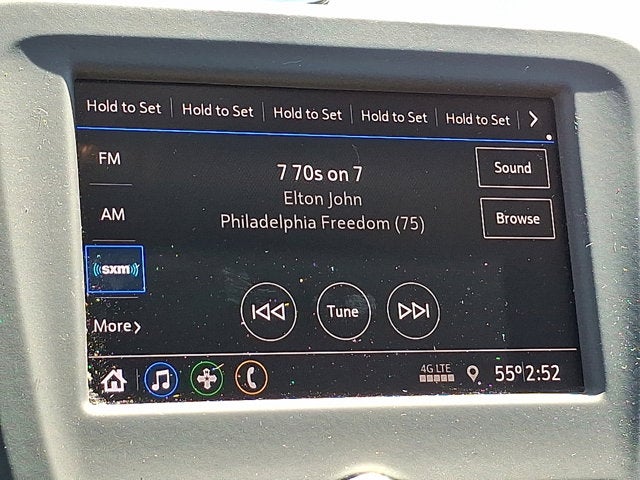 Hold to Set Hold to Set Hold to Set Hold to Set Hold to Set
FM
7 70s on 7
Sound
Elton John
AM
Philadelphia Freedom (75)
Browse
((sxm))
Tune
More
4G LTE
55° 2:52